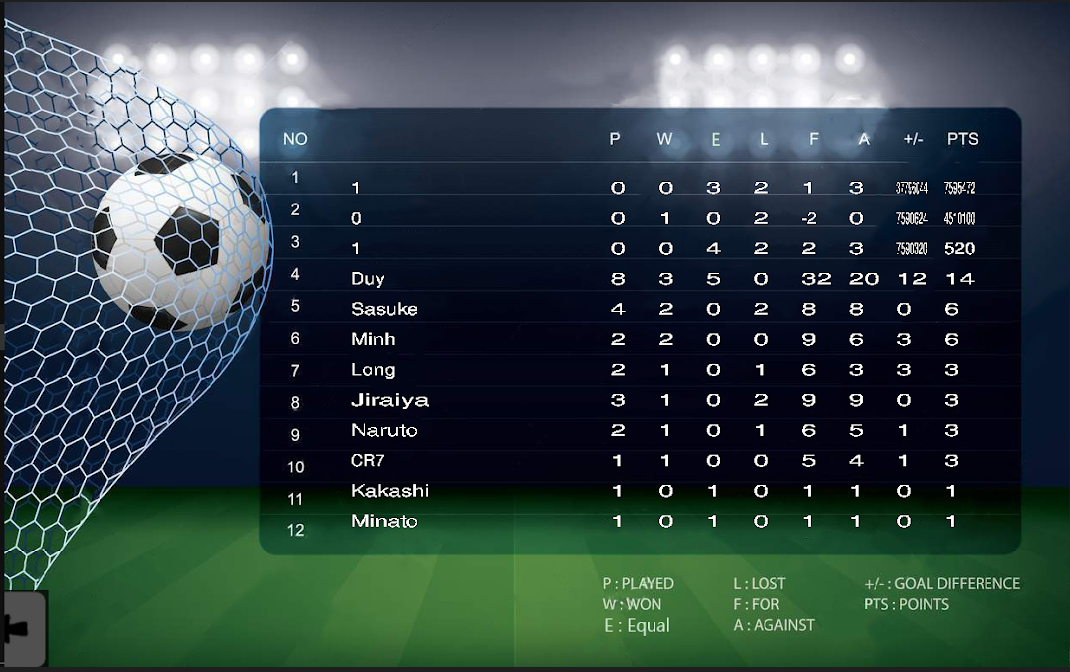 NO P W E L F A +/- PTS
1 1 0 0 3 2 1 3 7595472
2 0 0 1 0 2 -2 0 7590624 4510100
3 1 0 0 4 2 2 3 7590320 520
4 Duy 8 3 5 0 32 20 12 14
5 Sasuke 4 2 0 2 8 8 0 6
6 Minh 2 2 0 0 9 6 3 6
7 Long 2 1 0 1 6 3 3 3
8 Jiraiya 3 1 0 2 9 9 0 3
9 Naruto 2 1 0 1 6 5 1 3
10 CR7 1 1 0 0 5 4 1 3
11 Kakashi 1 0 1 0 1 1 0 1
12 Minato 1 0 1 0 1 1 0 1
P : PLAYED L : LOST +/- : GOAL DIFFERENCE
W : WON F : FOR PTS : POINTS
E : Equal A : AGAINST